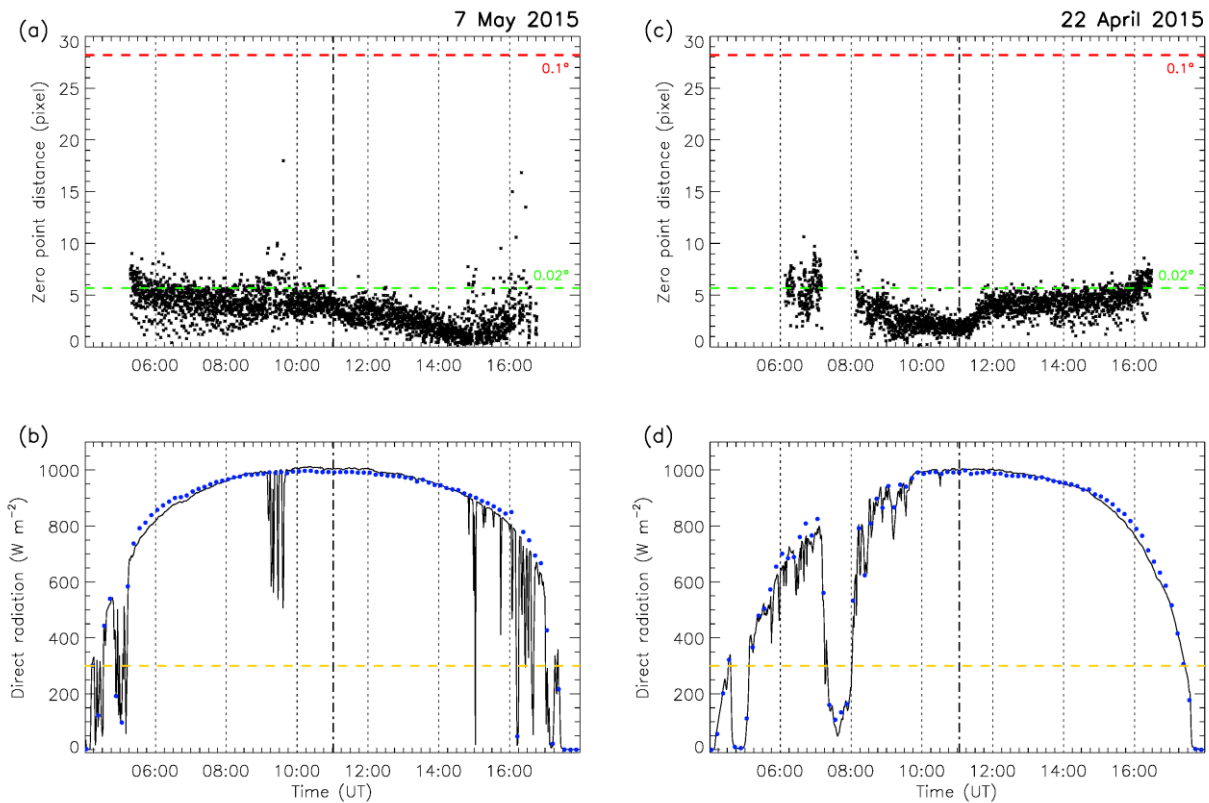 7 May 2015
(a)
30
25
20
15
10
5
0
Zero point distance (pixel)
0.1°
0.02°
06:00 08:00 10:00 12:00 14:00 16:00
22 April 2015
(c)
30
25
20
15
10
5
0
Zero point distance (pixel)
0.1°
0.02°
06:00 08:00 10:00 12:00 14:00 16:00
(b)
1000
800
600
400
200
0
Direct radiation (W m⁻²)
06:00 08:00 10:00 12:00 14:00 16:00
Time (UT)
(d)
1000
800
600
400
200
0
Direct radiation (W m⁻²)
06:00 08:00 10:00 12:00 14:00 16:00
Time (UT)